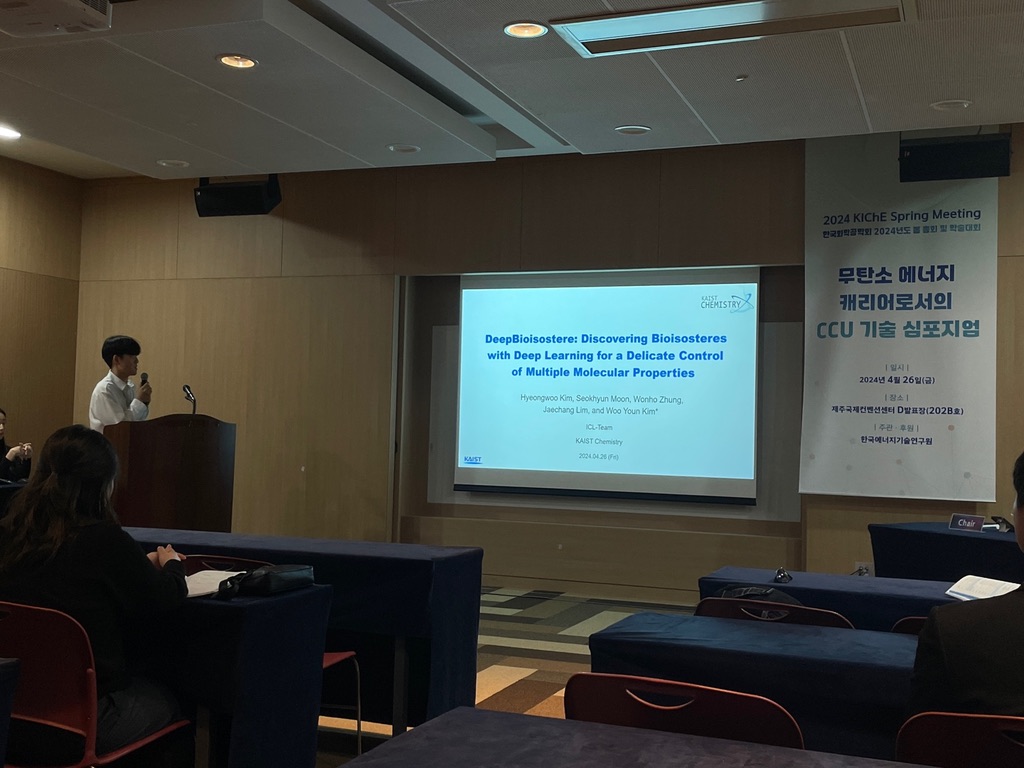 KAIST
CHEMISTRY
DeepBioisostere: Discovering Bioisosteres
with Deep Learning for a Delicate Control
of Multiple Molecular Properties
Hyeongwoo Kim, Seokhyun Moon, Wonho Zhung,
Jaechang Lim, and Woo Youn Kim*
ICL-Team
KAIST Chemistry
2024.04.26 (Fri)
KAIST
2024 KIChE Spring Meeting
한국화학공학회 2024년도 봄 총회 및 학술대회
무탄소 에너지
캐리어로서의
CCU 기술 심포지엄
| 일시 |
2024년 4월 26일(금)
| 장소 |
제주국제컨벤션센터 D발표장(202B호)
| 주관 · 후원 |
한국에너지기술연구원
Chair